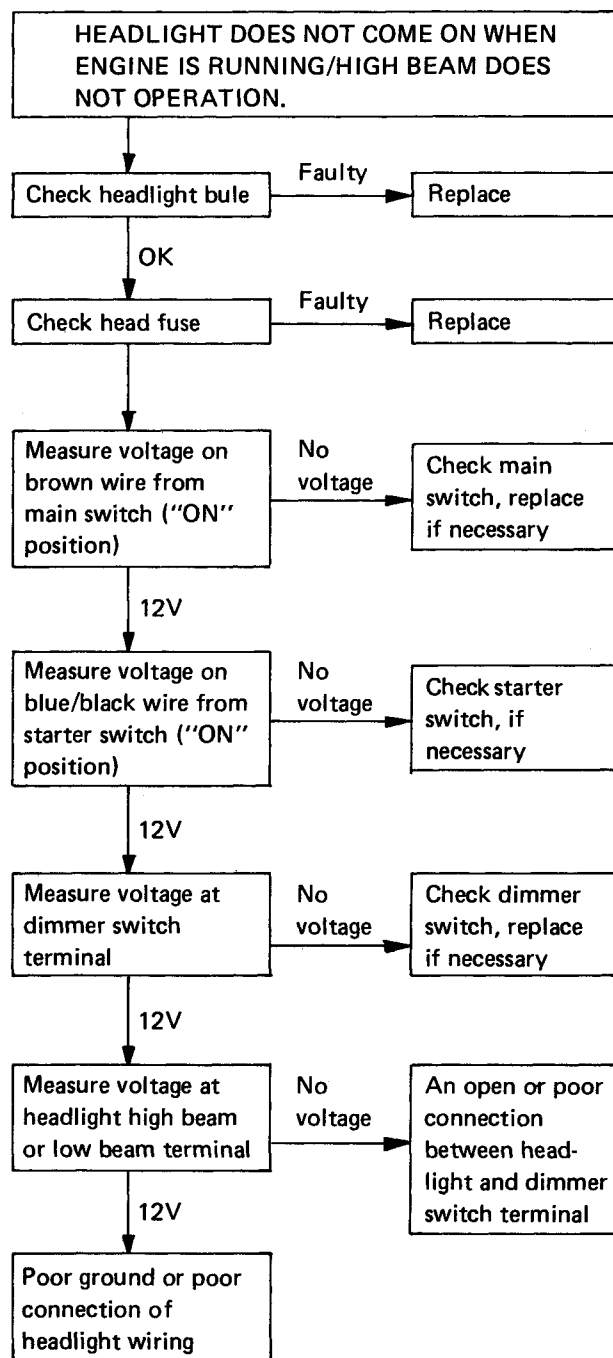 HEADLIGHT DOES NOT COME ON WHEN
ENGINE IS RUNNING/HIGH BEAM DOES
NOT OPERATION.
Check headlight bule
Faulty
Replace
OK
Check head fuse
Faulty
Replace
Measure voltage on
brown wire from
main switch ("ON"
position)
No
voltage
Check main
switch, replace
if necessary
12V
Measure voltage on
blue/black wire from
starter switch ("ON"
position)
No
voltage
Check starter
switch, if
necessary
12V
Measure voltage at
dimmer switch
terminal
No
voltage
Check dimmer
switch, replace
if necessary
12V
Measure voltage at
headlight high beam
or low beam terminal
No
voltage
An open or poor
connection
between head-
light and dimmer
switch terminal
12V
Poor ground or poor
connection of
headlight wiring